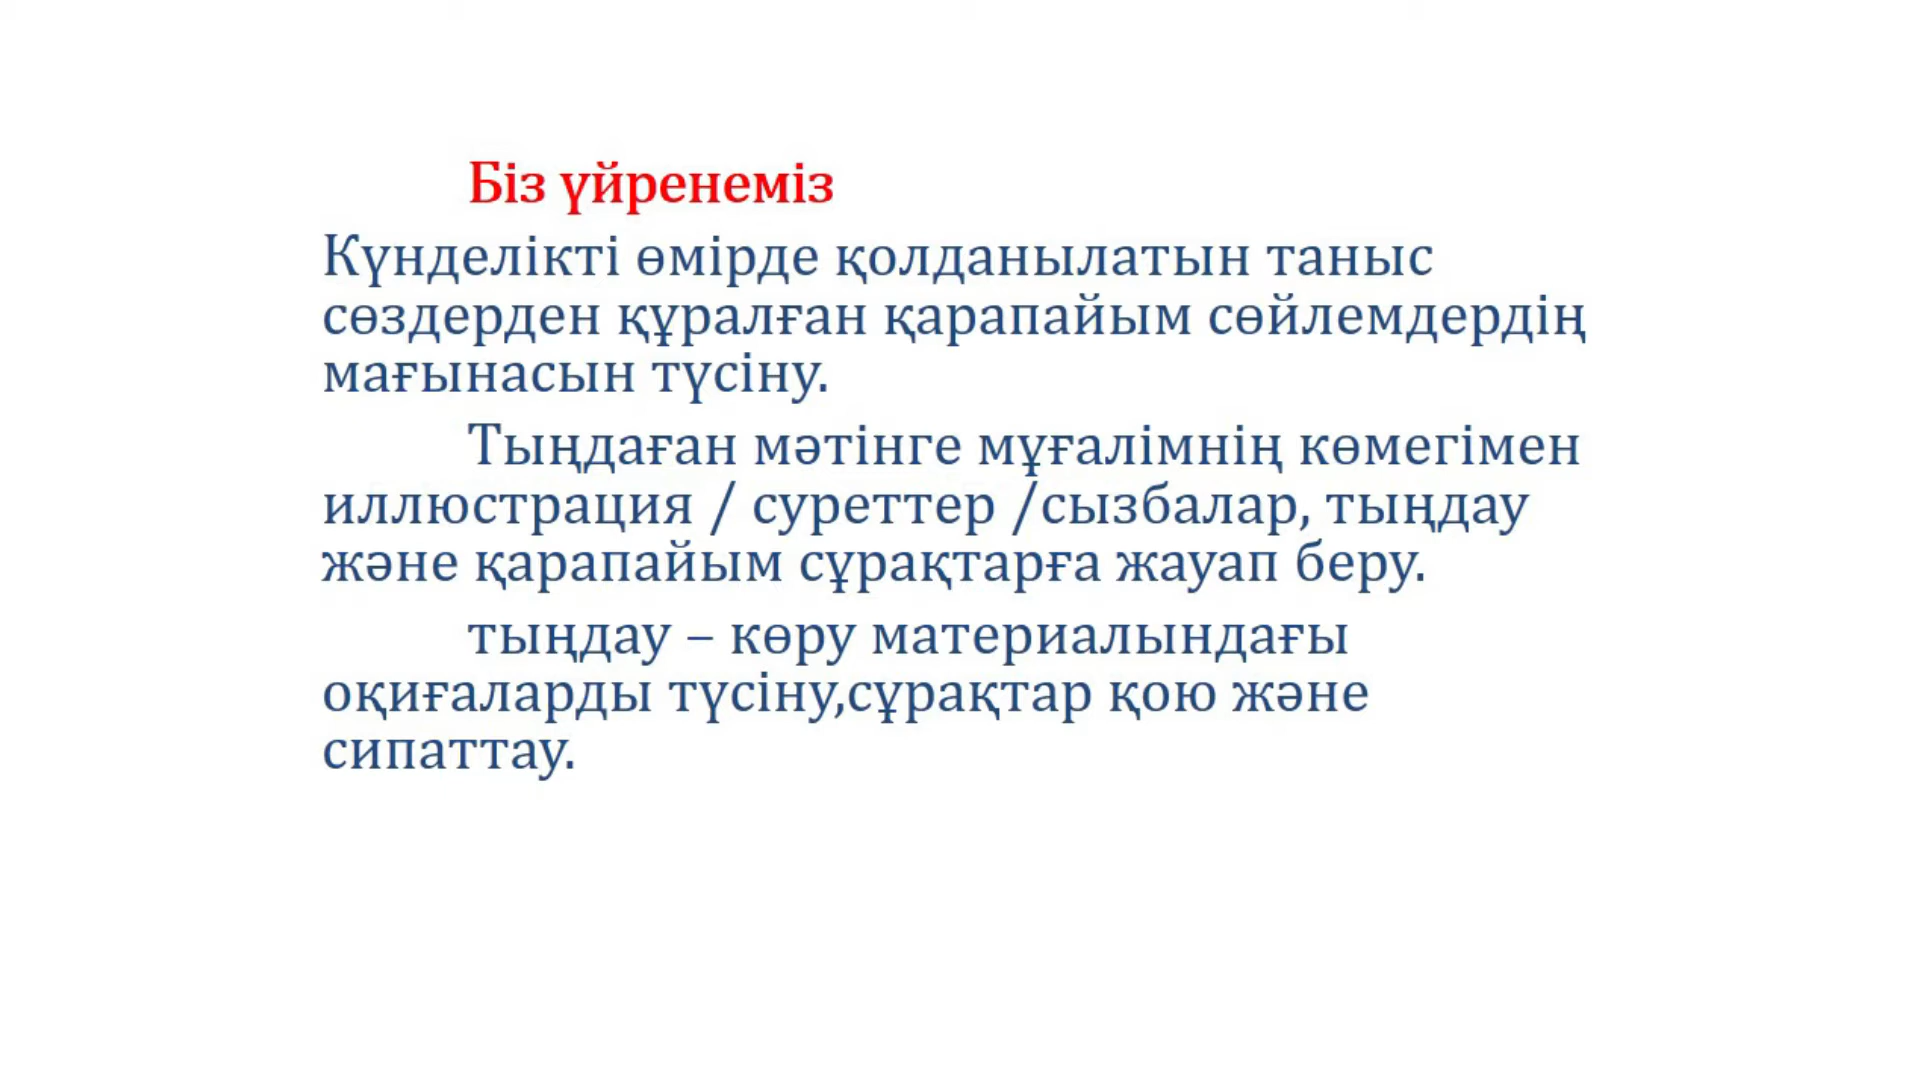 Біз үйренеміз
Күнделікті өмірде қолданылатын таныс
сөздерден құралған қарапайым сөйлемдердің
мағынасын түсіну.
Тыңдаған мәтінге мұғалімнің көмегімен
иллюстрация / суреттер /сызбалар, тыңдау
және қарапайым сұрақтарға жауап беру.
тыңдау – көру материалындағы
оқиғаларды түсіну,сұрақтар қою және
сипаттау.